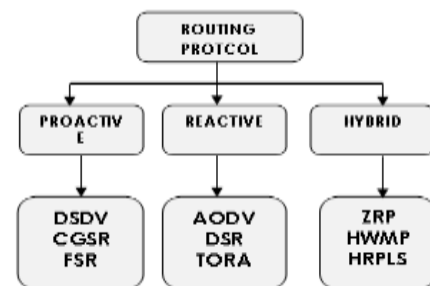 ROUTING
PROTCOL
PROACTIV
E
REACTIVE
HYBRID
DSDV
CGSR
FSR
AODV
DSR
TORA
ZRP
HWMP
HRPLS